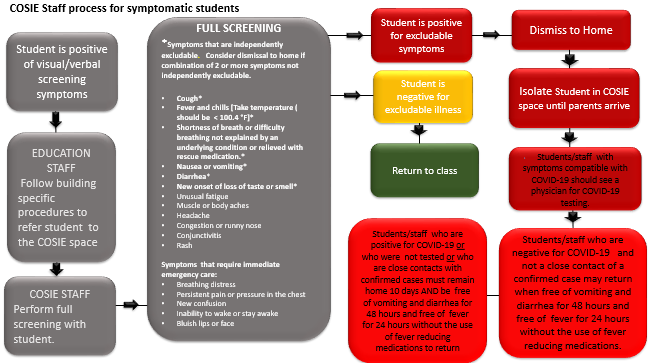 COSIE Staff process for symptomatic students
Student is positive
of visual/verbal
screening
symptoms
EDUCATION
STAFF
Follow building
specific
procedures to
refer student to
the COSIE space
COSIE STAFF
Perform full
screening with
student.
FULL SCREENING
*Symptoms that are independently
excludable. Consider dismissal to home if
combination of 2 or more symptoms not
independently excludable.
• Cough*
• Fever and chills [Take temperature (
should be < 100.4 °F]*
• Shortness of breath or difficulty
breathing not explained by an
underlying condition or relieved with
rescue medication.*
• Nausea or vomiting*
• Diarrhea*
• New onset of loss of taste or smell*
• Unusual fatigue
• Muscle or body aches
• Headache
• Congestion or runny nose
• Conjunctivitis
• Rash
Symptoms that require immediate
emergency care:
• Breathing distress
• Persistent pain or pressure in the chest
• New confusion
• Inability to wake or stay awake
• Bluish lips or face
Student is positive
for excludable
symptoms
Student is
negative for
excludable illness
Return to class
Dismiss to Home
Isolate Student in COSIE
space until parents arrive
Students/staff with
symptoms compatible with
COVID-19 should see a
physician for COVID-19
testing.
Students/staff who are
negative for COVID-19 and
not a close contact of a
confirmed case may return
when free of vomiting and
diarrhea for 48 hours and
free of fever for 24 hours
without the use of fever
reducing medications.
Students/staff who are
positive for COVID-19 or
who were not tested or who
are close contacts with
confirmed cases must remain
home 10 days AND be free
of vomiting and diarrhea for
48 hours and free of fever
for 24 hours without the use
of fever reducing
medications to return